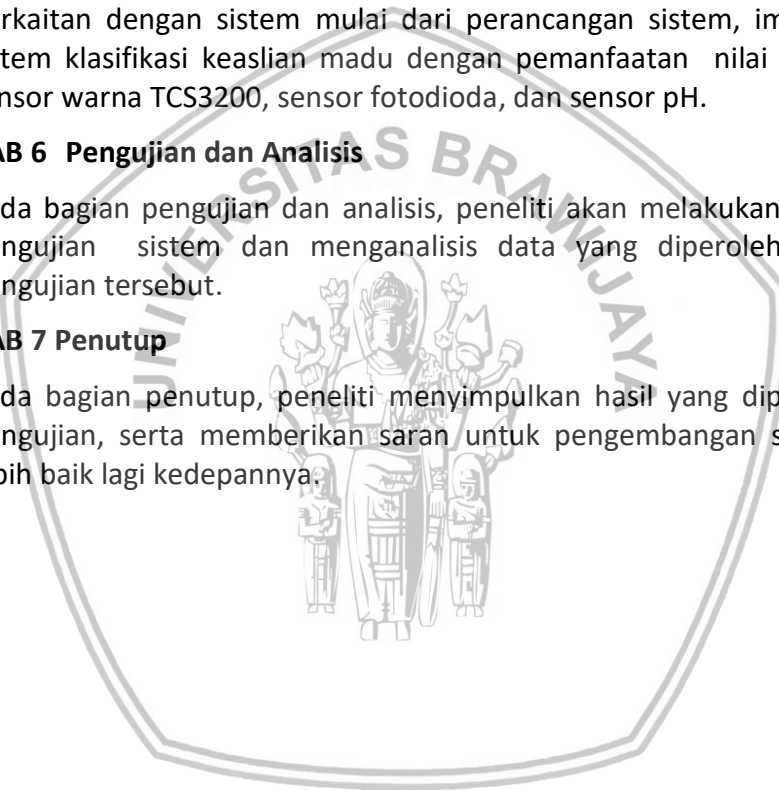 rkaitan dengan sistem mulai dari perancangan sistem, im
tem klasifikasi keaslian madu dengan pemanfaatan nilai
nsor warna TCS3200, sensor fotodioda, dan sensor pH.
AB 6 Pengujian dan Analisis
da bagian pengujian dan analisis, peneliti akan melakukan
ngujian sistem dan menganalisis data yang diperoleh
ngujian tersebut.
AB 7 Penutup
da bagian penutup, peneliti menyimpulkan hasil yang dip
ngujian, serta memberikan saran untuk pengembangan s
bih baik lagi kedepannya.
UNIVERSITAS BRAWIJAYA